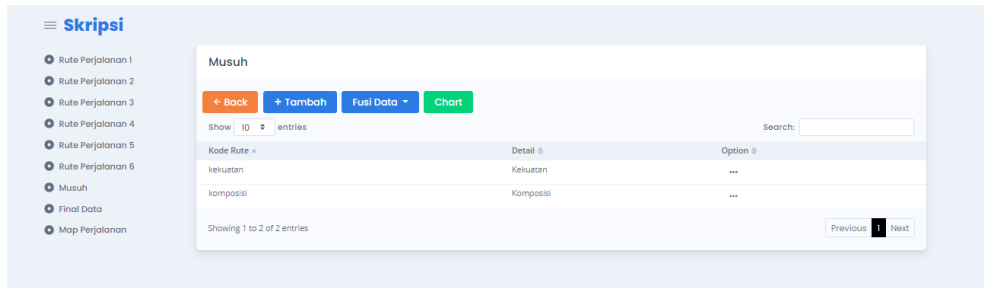 Skripsi
Rute Perjalanan 1
Rute Perjalanan 2
Rute Perjalanan 3
Rute Perjalanan 4
Rute Perjalanan 5
Rute Perjalanan 6
Musuh
Final Data
Map Perjalanan
Musuh
← Back + Tambah Fusi Data Chart
Show 10 entries Search:
Kode Rute Detail Option
kekuatan Kekuatan ...
komposisi Komposisi ...
Showing 1 to 2 of 2 entries Previous 1 Next